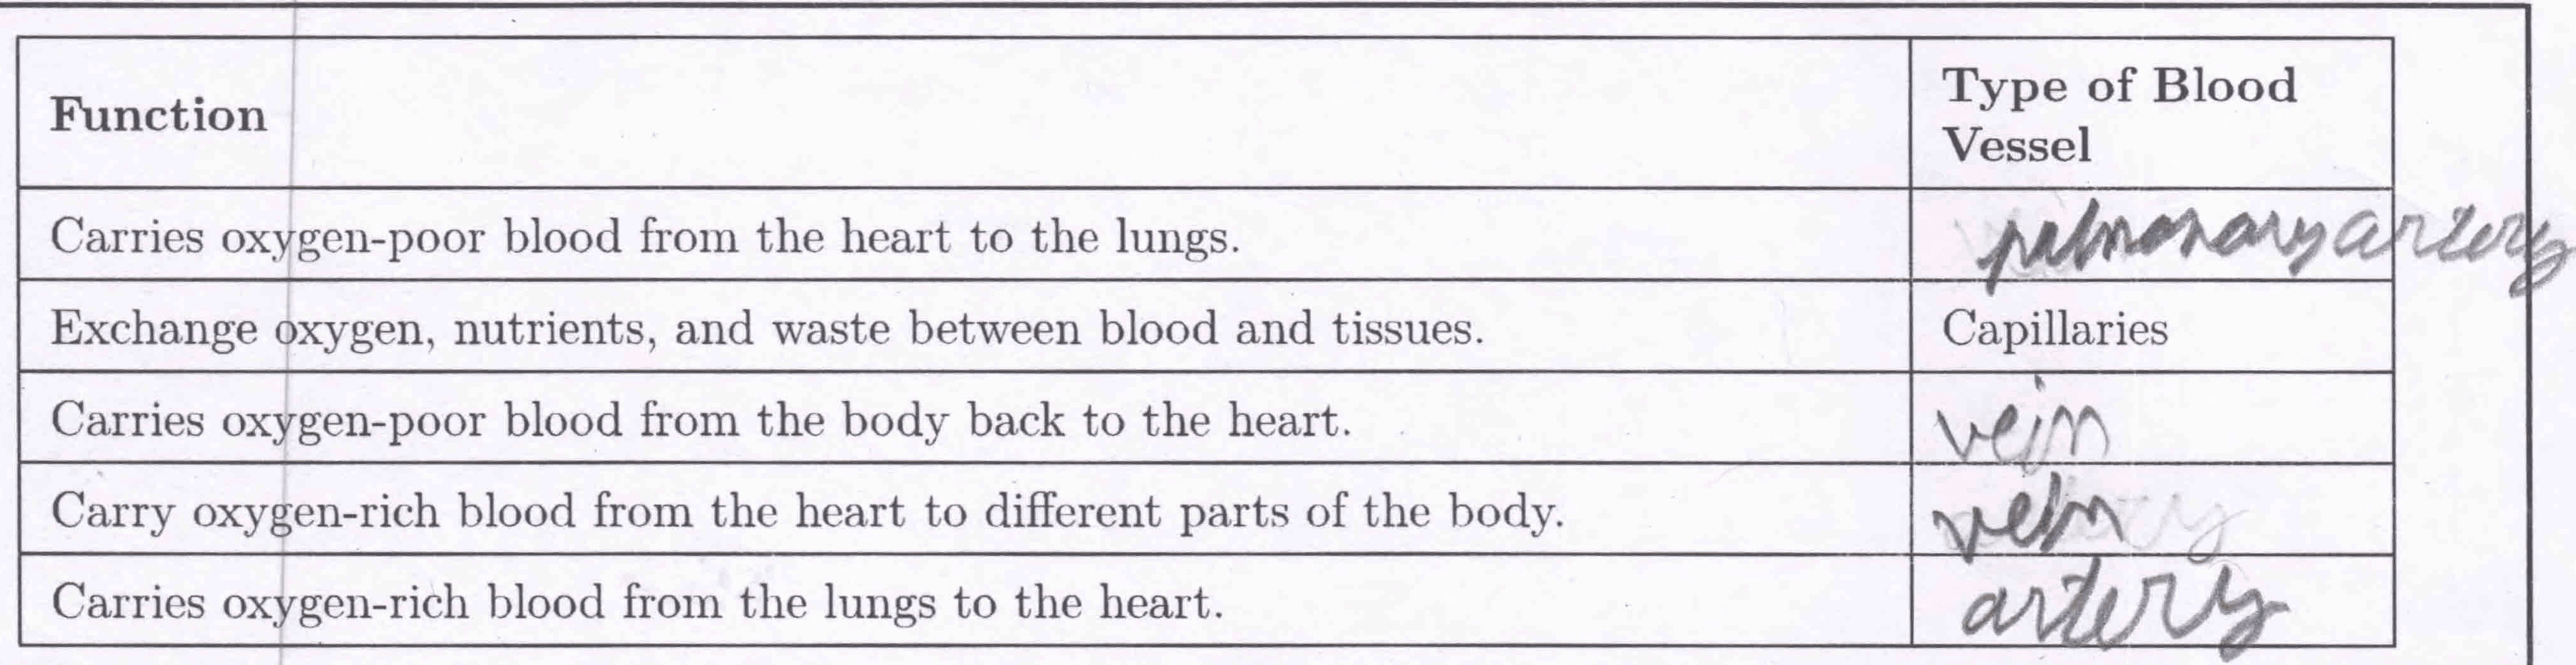 Function
Type of Blood
Vessel
Carries oxygen-poor blood from the heart to the lungs.
pulmonary artery
Exchange oxygen, nutrients, and waste between blood and tissues.
Capillaries
Carries oxygen-poor blood from the body back to the heart.
vein
Carry oxygen-rich blood from the heart to different parts of the body.
vein
Carries oxygen-rich blood from the lungs to the heart.
artery